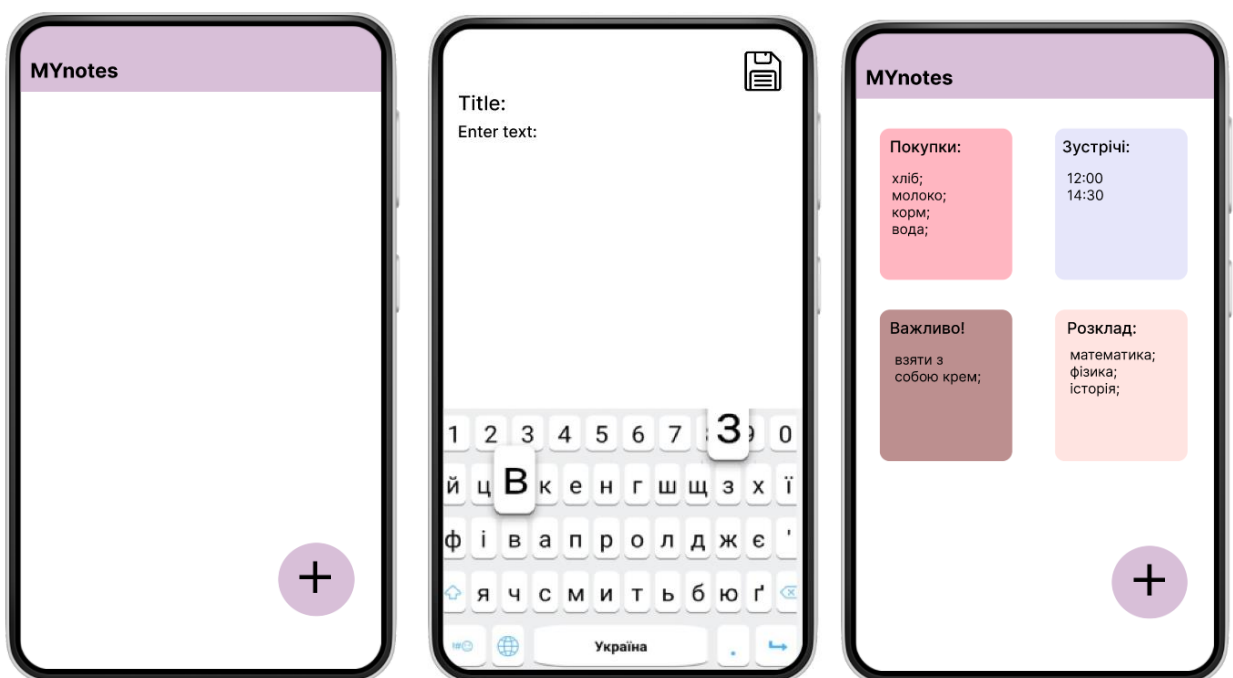 MYnotes
Title:
Enter text:
1 2 3 4 5 6 7 З 9 0
й ц В к е н г ш щ з х ї
ф і в а п р о л д ж є '
я ч с м и т ь б ю ґ
Україна .
MYnotes
Покупки:
хліб;
молоко;
корм;
вода;
Зустрічі:
12:00
14:30
Важливо!
взяти з
собою крем;
Розклад:
математика;
фізика;
історія;